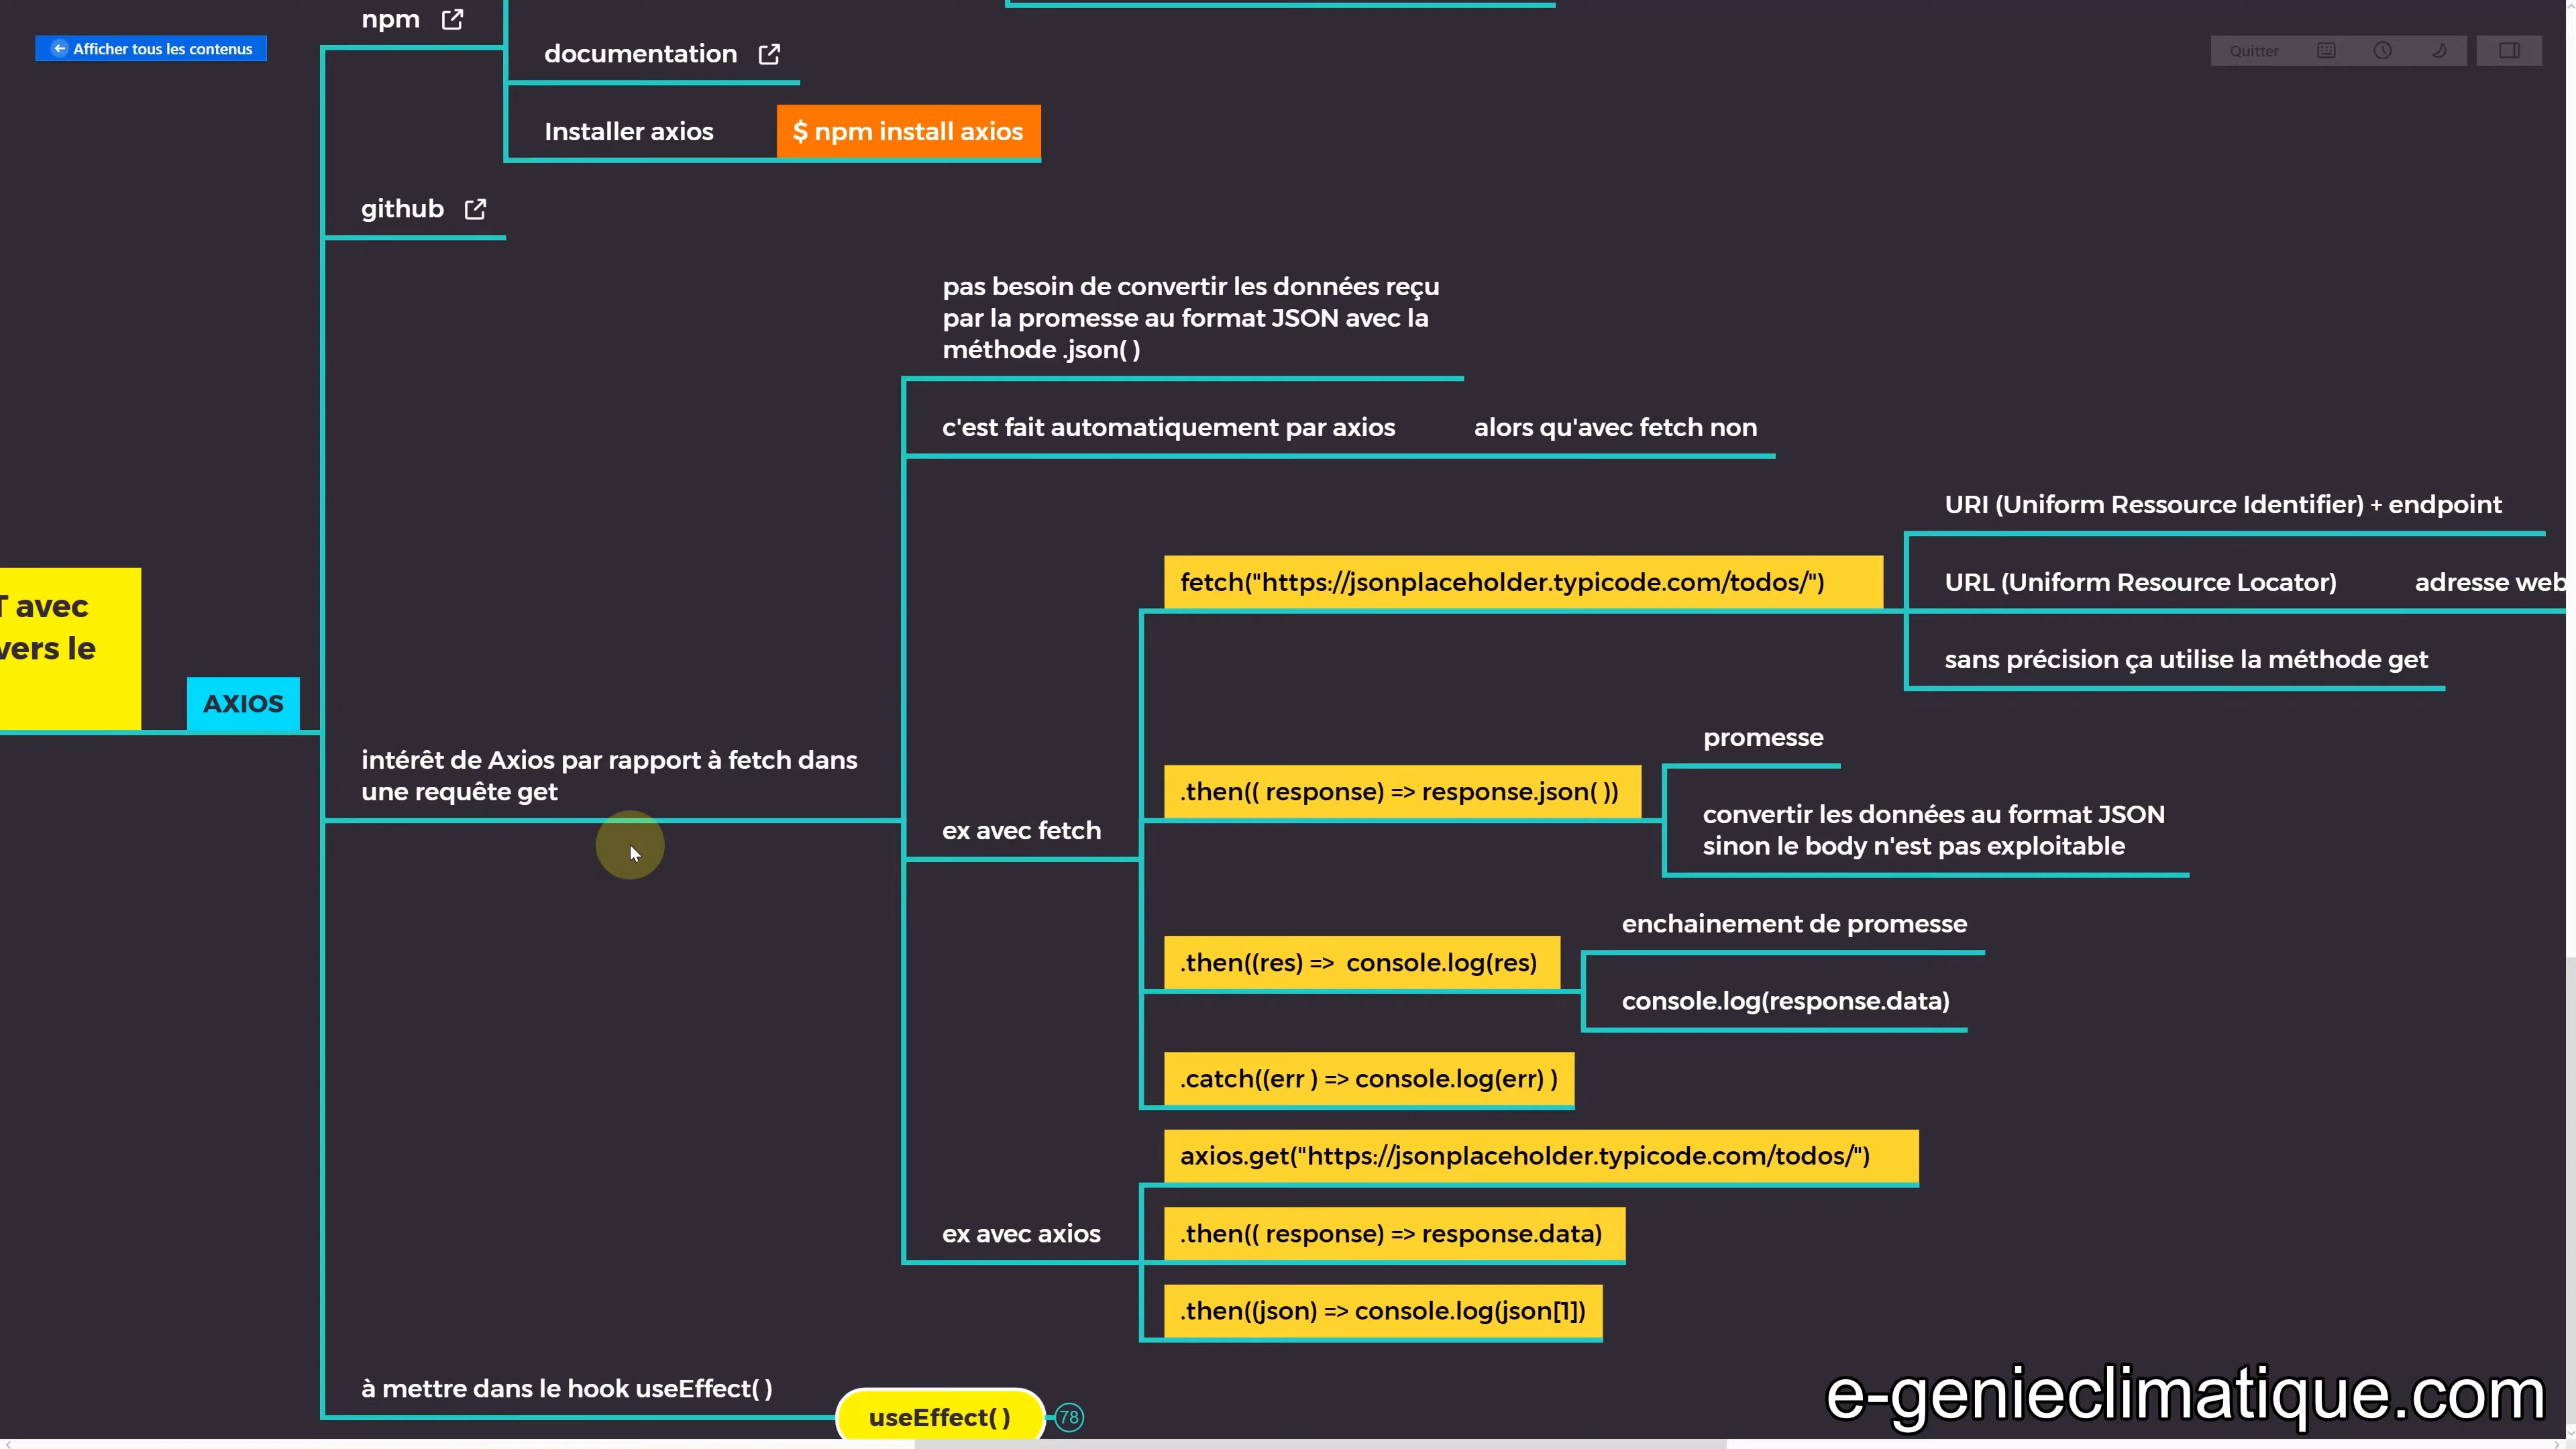 npm
Afficher tous les contenus
Quitter
documentation
Installer axios
$ npm install axios
github
pas besoin de convertir les données reçu
par la promesse au format JSON avec la
méthode .json( )
c'est fait automatiquement par axios
alors qu'avec fetch non
URI (Uniform Ressource Identifier) + endpoint
fetch("https://jsonplaceholder.typicode.com/todos/")
URL (Uniform Resource Locator)
adresse web
sans précision ça utilise la méthode get
T avec
vers le
AXIOS
intérêt de Axios par rapport à fetch dans
une requête get
promesse
.then(( response) => response.json( ))
convertir les données au format JSON
sinon le body n'est pas exploitable
ex avec fetch
enchainement de promesse
.then((res) =>  console.log(res)
console.log(response.data)
.catch((err ) => console.log(err) )
axios.get("https://jsonplaceholder.typicode.com/todos/")
ex avec axios
.then(( response) => response.data)
.then((json) => console.log(json[1])
à mettre dans le hook useEffect( )
useEffect( )
78
e-genieclimatique.com